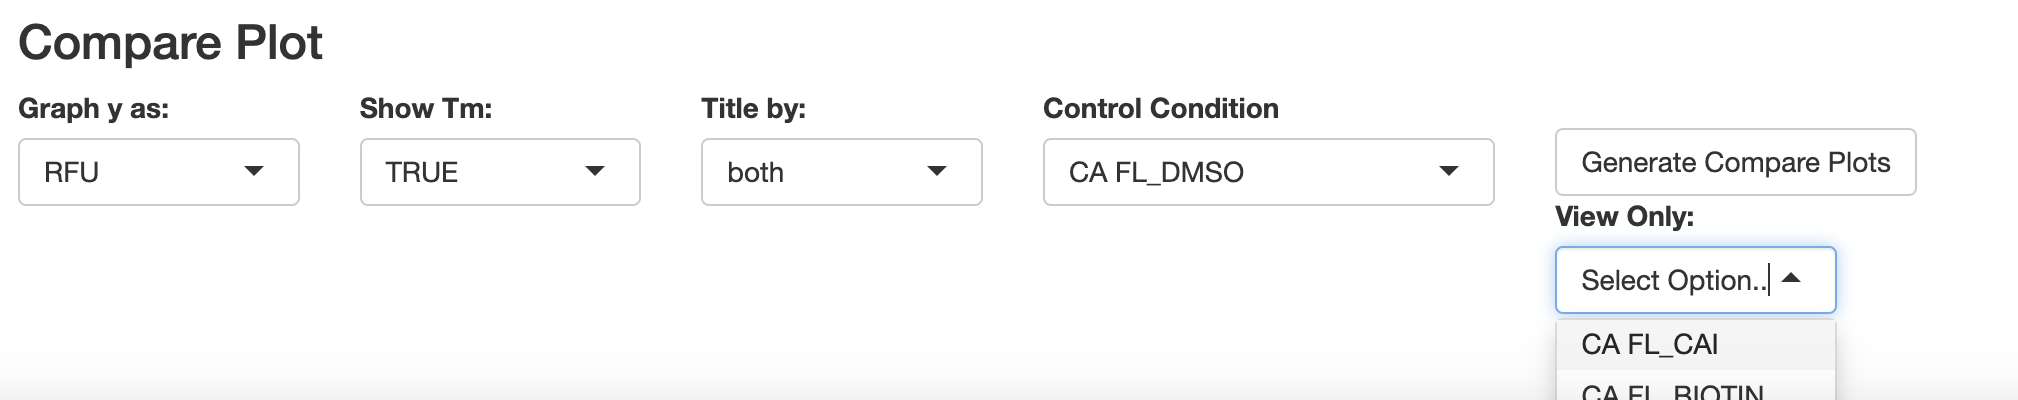 Compare Plot
Graph y as:
Show Tm:
Title by:
Control Condition
RFU
TRUE
both
CA FL_DMSO
Generate Compare Plots
View Only:
Select Option..
CA FL_CAI
CA FL_BIOTIN